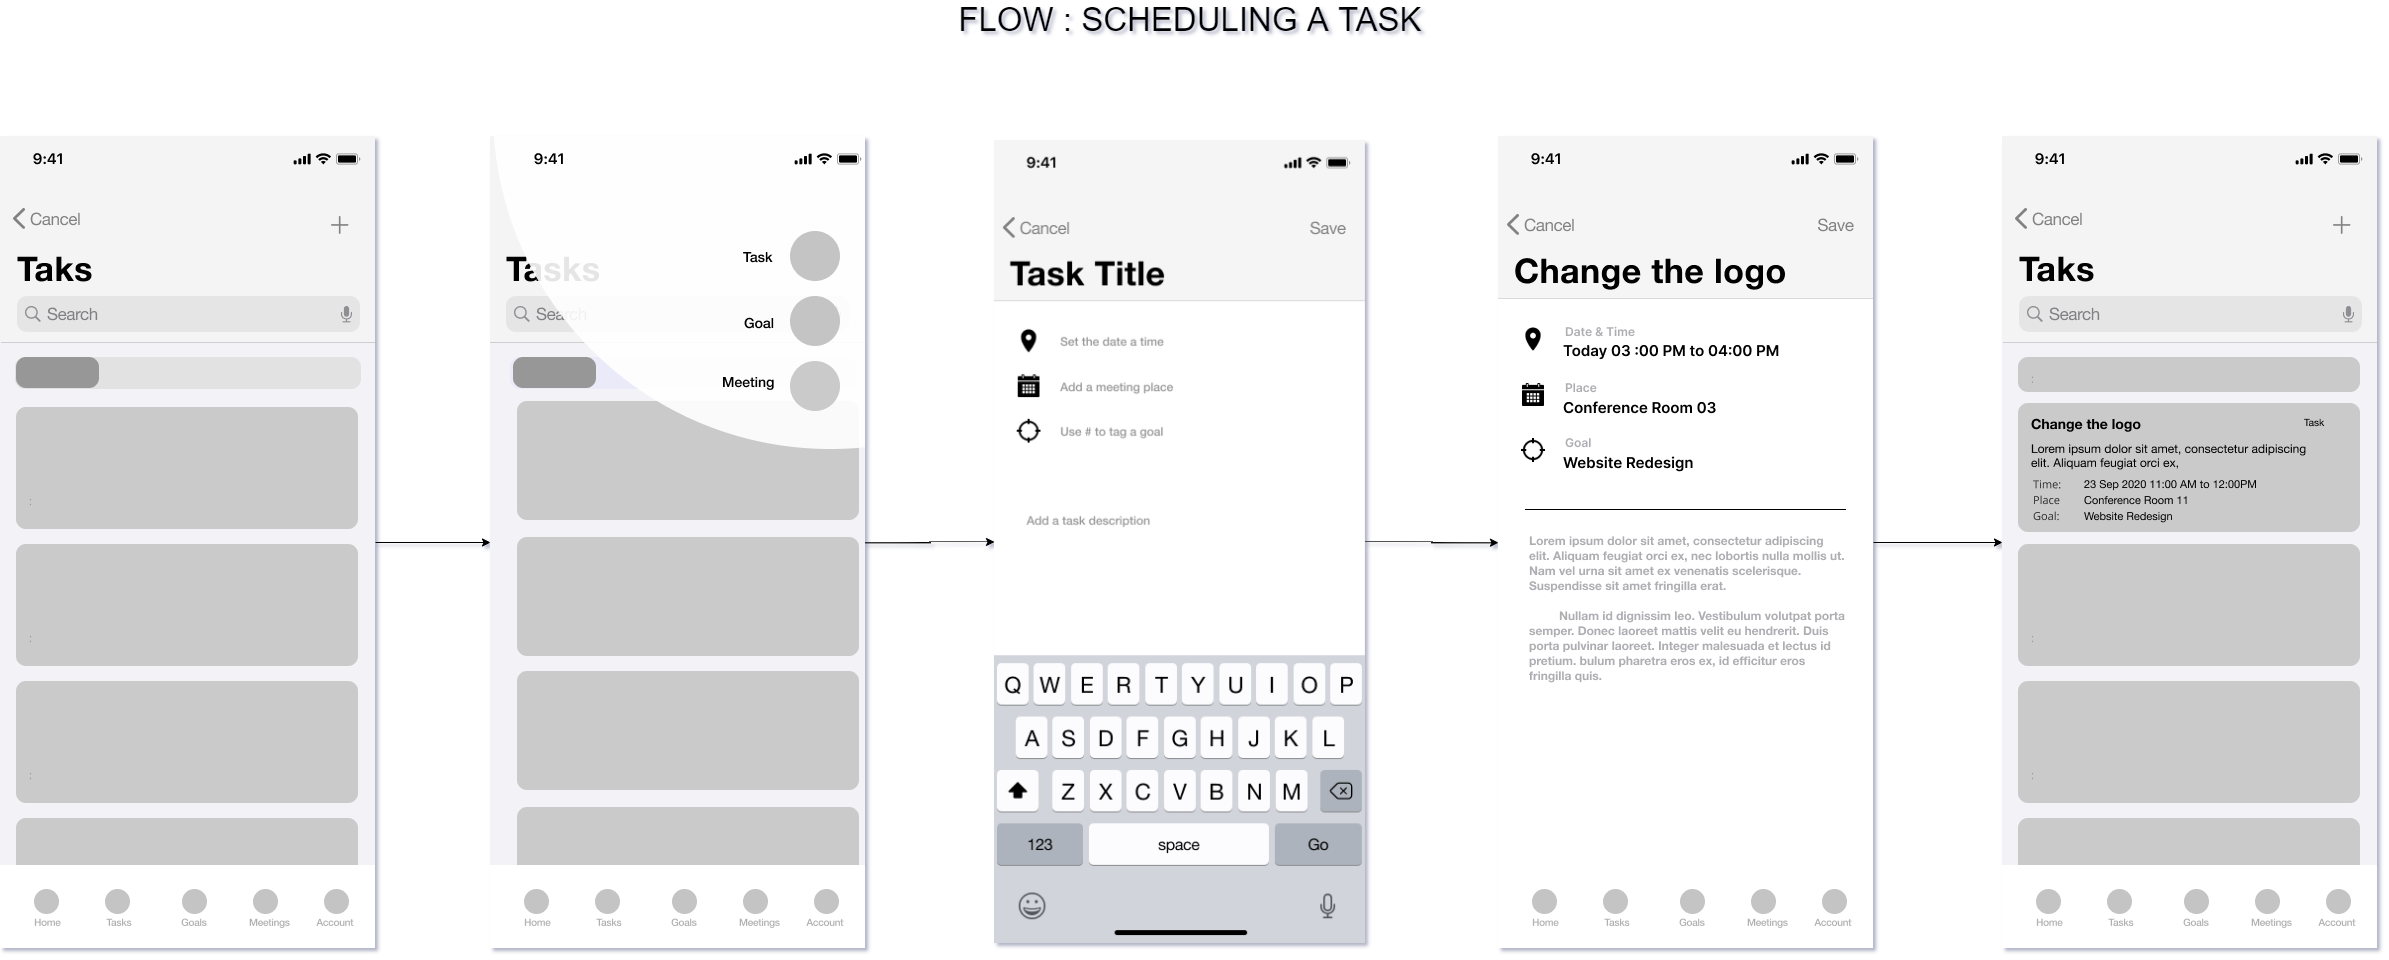 FLOW : SCHEDULING A TASK
9:41
Cancel
Taks
Search
:
:
:
Home Tasks Goals Meetings Account
9:41
Task
Tasks
Goal
Search
Meeting
Home Tasks Goals Meetings Account
9:41
Cancel Save
Task Title
Set the date a time
Add a meeting place
Use # to tag a goal
Add a task description
Q W E R T Y U I O P
A S D F G H J K L
Z X C V B N M
123 space Go
9:41
Cancel Save
Change the logo
Date & Time
Today 03 :00 PM to 04:00 PM
Place
Conference Room 03
Goal
Website Redesign
Lorem ipsum dolor sit amet, consectetur adipiscing
elit. Aliquam feugiat orci ex, nec lobortis nulla mollis ut.
Nam vel urna sit amet ex venenatis scelerisque.
Suspendisse sit amet fringilla erat.
Nullam id dignissim leo. Vestibulum volutpat porta
semper. Donec laoreet mattis velit eu hendrerit. Duis
porta pulvinar laoreet. Integer malesuada et lectus id
pretium. bulum pharetra eros ex, id efficitur eros
fringilla quis.
Home Tasks Goals Meetings Account
9:41
Cancel
Taks
Search
:
Change the logo Task
Lorem ipsum dolor sit amet, consectetur adipiscing
elit. Aliquam feugiat orci ex,
Time: 23 Sep 2020 11:00 AM to 12:00PM
Place Conference Room 11
Goal: Website Redesign
:
:
Home Tasks Goals Meetings Account